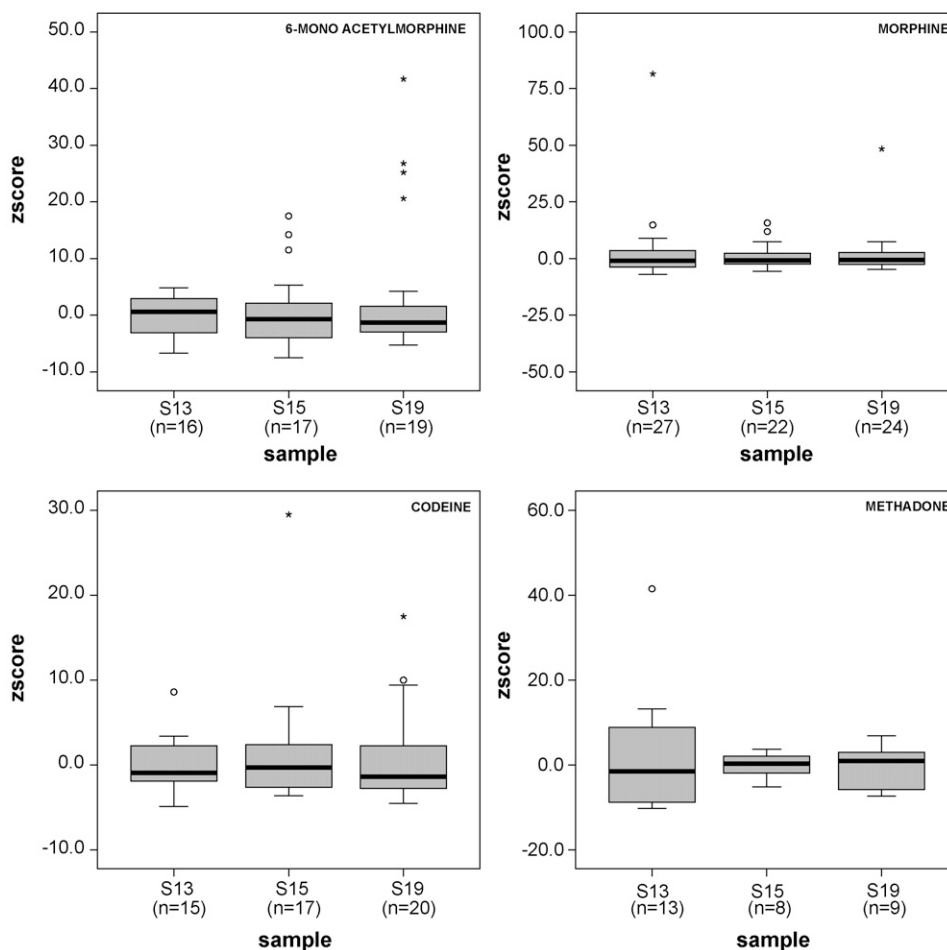 6-MONO ACETYLMORPHINE
50.0
40.0
30.0
20.0
10.0
0.0
-10.0
zscore
S13 S15 S19
(n=16) (n=17) (n=19)
sample
MORPHINE
100.0
75.0
50.0
25.0
0.0
-25.0
-50.0
zscore
S13 S15 S19
(n=27) (n=22) (n=24)
sample
CODEINE
30.0
20.0
10.0
0.0
-10.0
zscore
S13 S15 S19
(n=15) (n=17) (n=20)
sample
METHADONE
60.0
40.0
20.0
0.0
-20.0
zscore
S13 S15 S19
(n=13) (n=8) (n=9)
sample